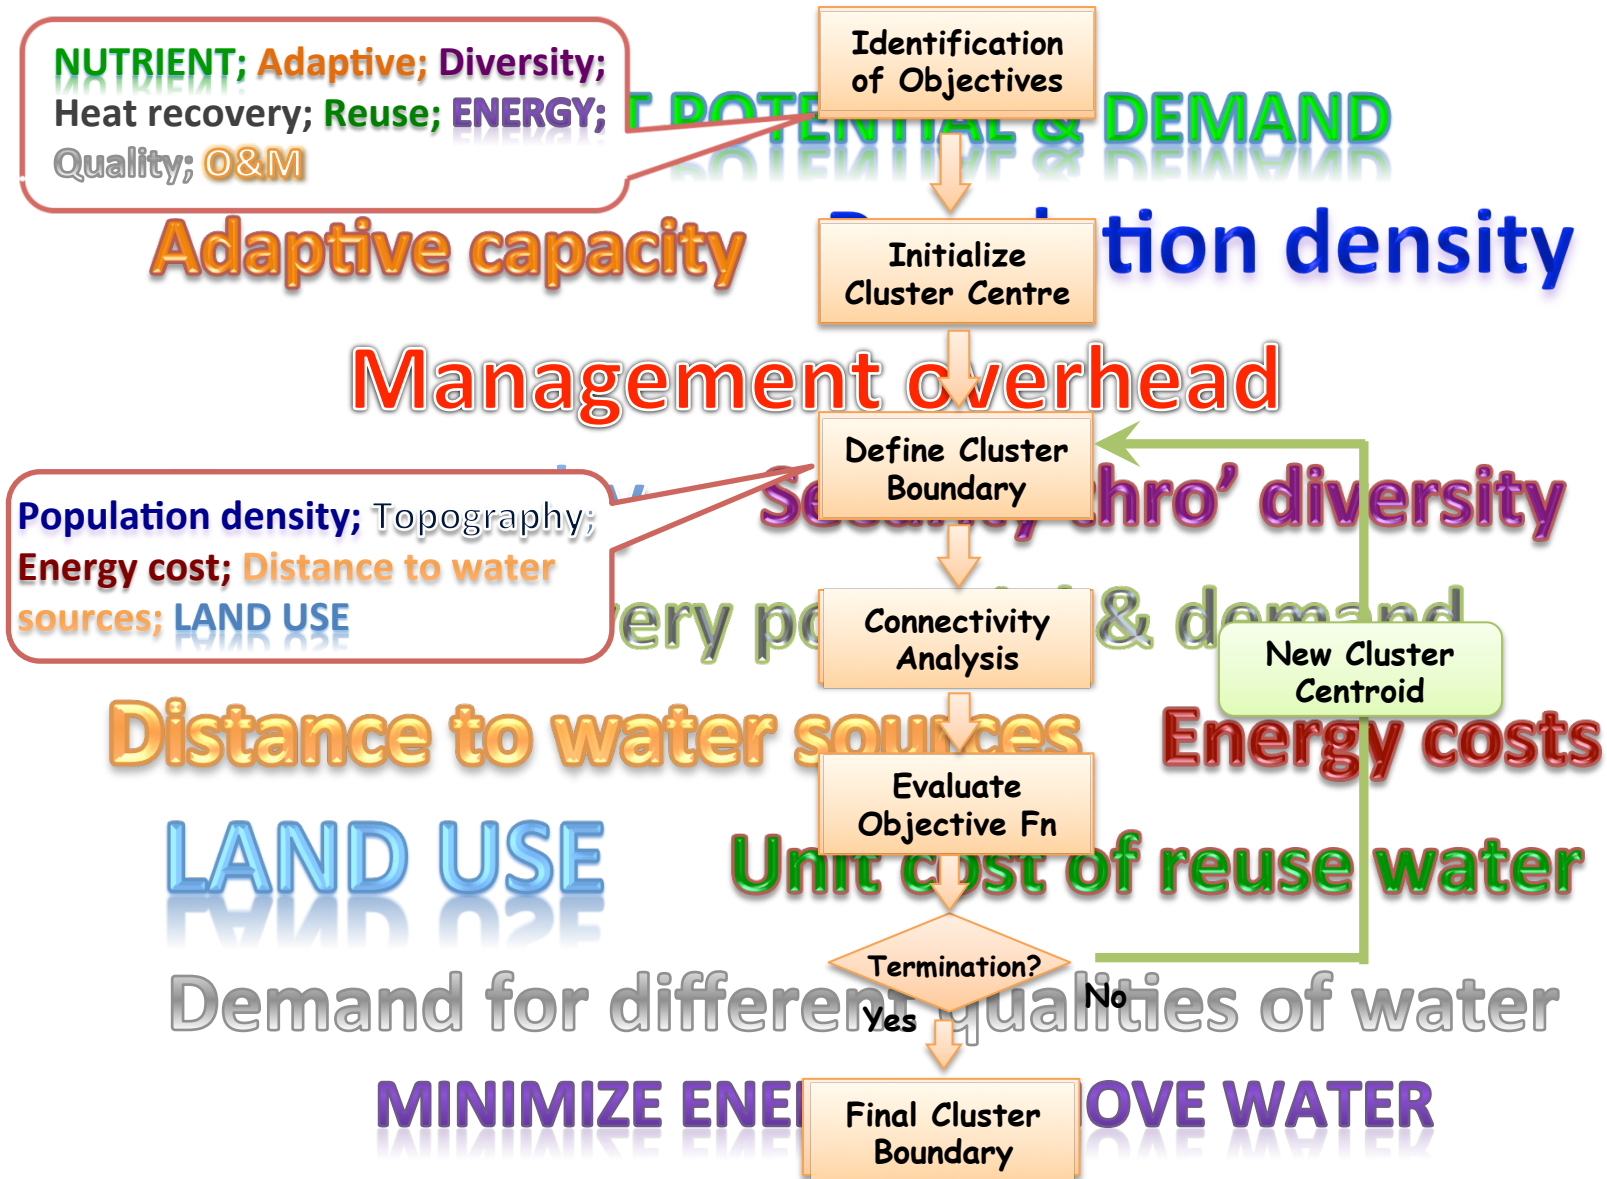 NUTRIENT; Adaptive; Diversity;
Heat recovery; Reuse; ENERGY;
Quality; O&M
Identification
of Objectives
POTENTIAL & DEMAND
Adaptive capacity
density
Initialize
Cluster Centre
Management overhead
Define Cluster
Boundary
Security thro’ diversity
Population density; Topography;
Energy cost; Distance to water
sources; LAND USE
& demand
Connectivity
Analysis
New Cluster
Centroid
Distance to water sources
Energy costs
Evaluate
Objective Fn
LAND USE
Unit cost of reuse water
Termination?
Demand for different qualities of water
No
Yes
MINIMIZE WATER
Final Cluster
Boundary